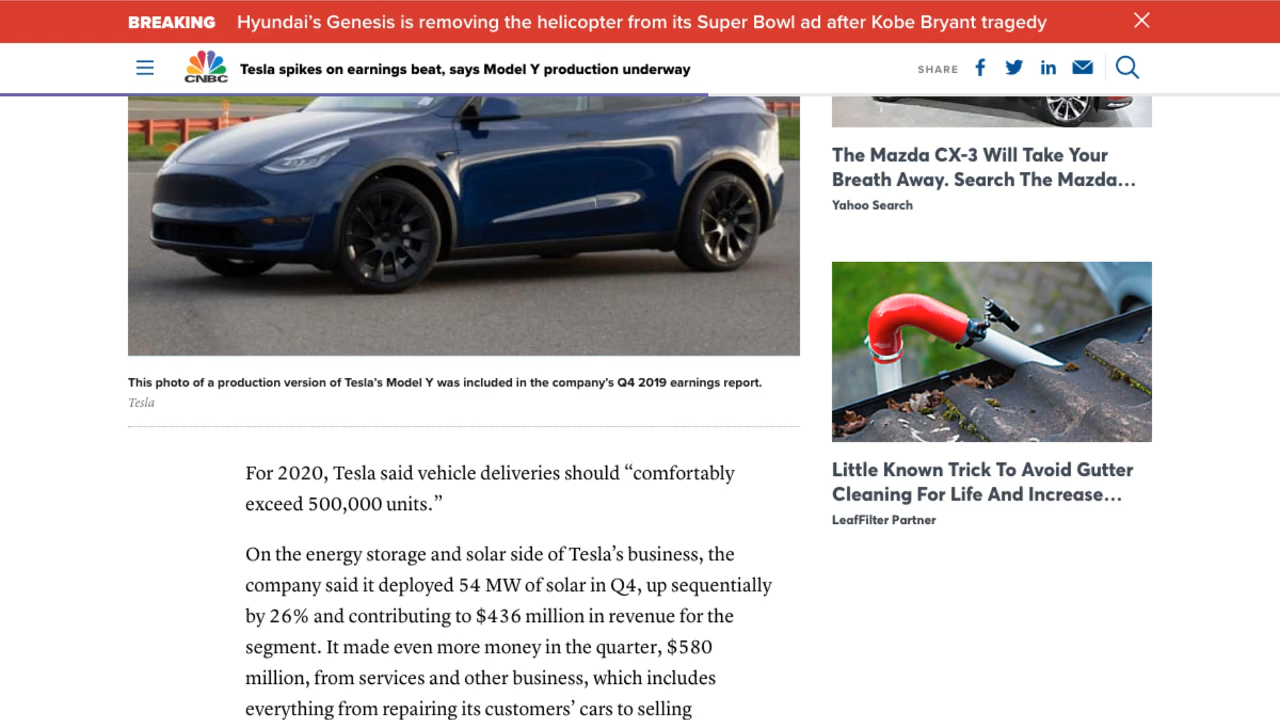 BREAKING Hyundai’s Genesis is removing the helicopter from its Super Bowl ad after Kobe Bryant tragedy
CNBC
Tesla spikes on earnings beat, says Model Y production underway
SHARE
This photo of a production version of Tesla’s Model Y was included in the company’s Q4 2019 earnings report.
Tesla
For 2020, Tesla said vehicle deliveries should “comfortably
exceed 500,000 units.”
On the energy storage and solar side of Tesla’s business, the
company said it deployed 54 MW of solar in Q4, up sequentially
by 26% and contributing to $436 million in revenue for the
segment. It made even more money in the quarter, $580
million, from services and other business, which includes
everything from repairing its customers’ cars to selling
The Mazda CX-3 Will Take Your
Breath Away. Search The Mazda…
Yahoo Search
Little Known Trick To Avoid Gutter
Cleaning For Life And Increase…
LeafFilter Partner